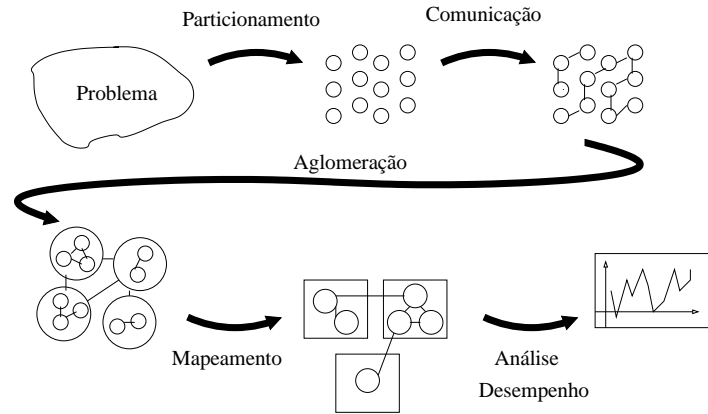 Particionamento
Comunicação
Problema
Aglomeração
Mapeamento
Análise
Desempenho